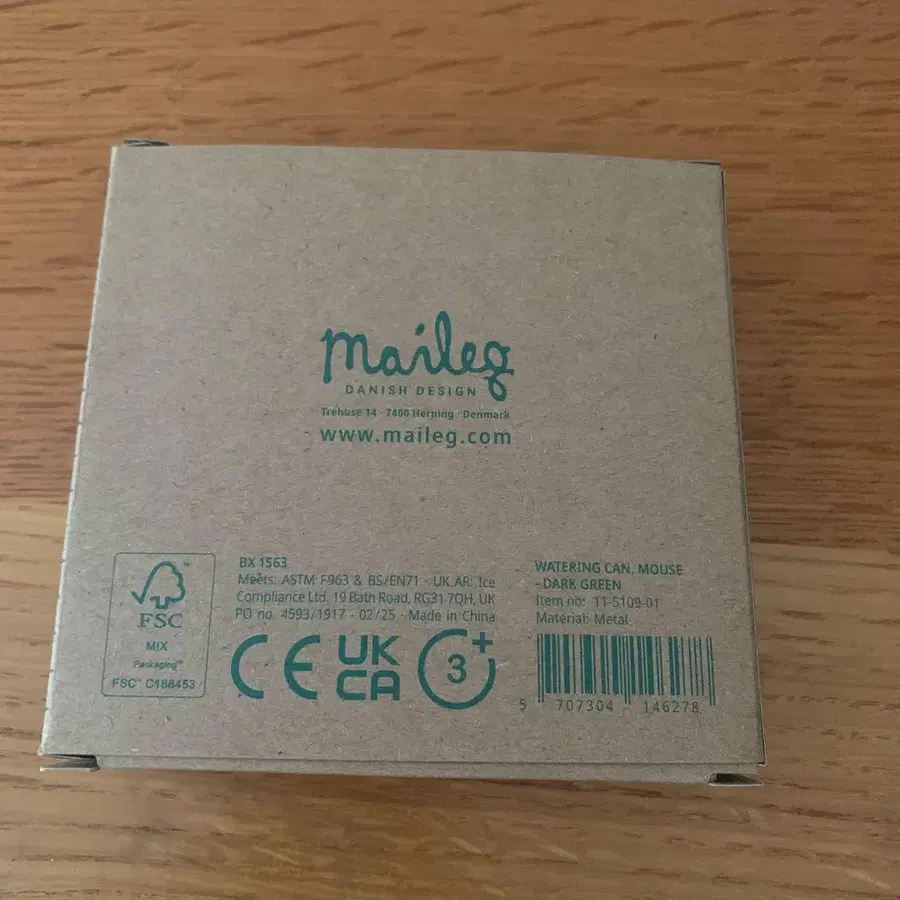 maileg
DANISH DESIGN
Trehuse 14 · 7400 Herning · Denmark
www.maileg.com
FSC
MIX
Packaging™
FSC™ C188453
BX 1563
Meets: ASTM F963 & BS/EN71 · UK AR: Ice
Compliance Ltd. 19 Bath Road, RG31 7QH, UK
PO no. 4593/1917 · 02/25 · Made in China
CE
UK
CA
3+
WATERING CAN, MOUSE
- DARK GREEN
Item no: 11-5109-01
Material: Metal
5 707304 146278